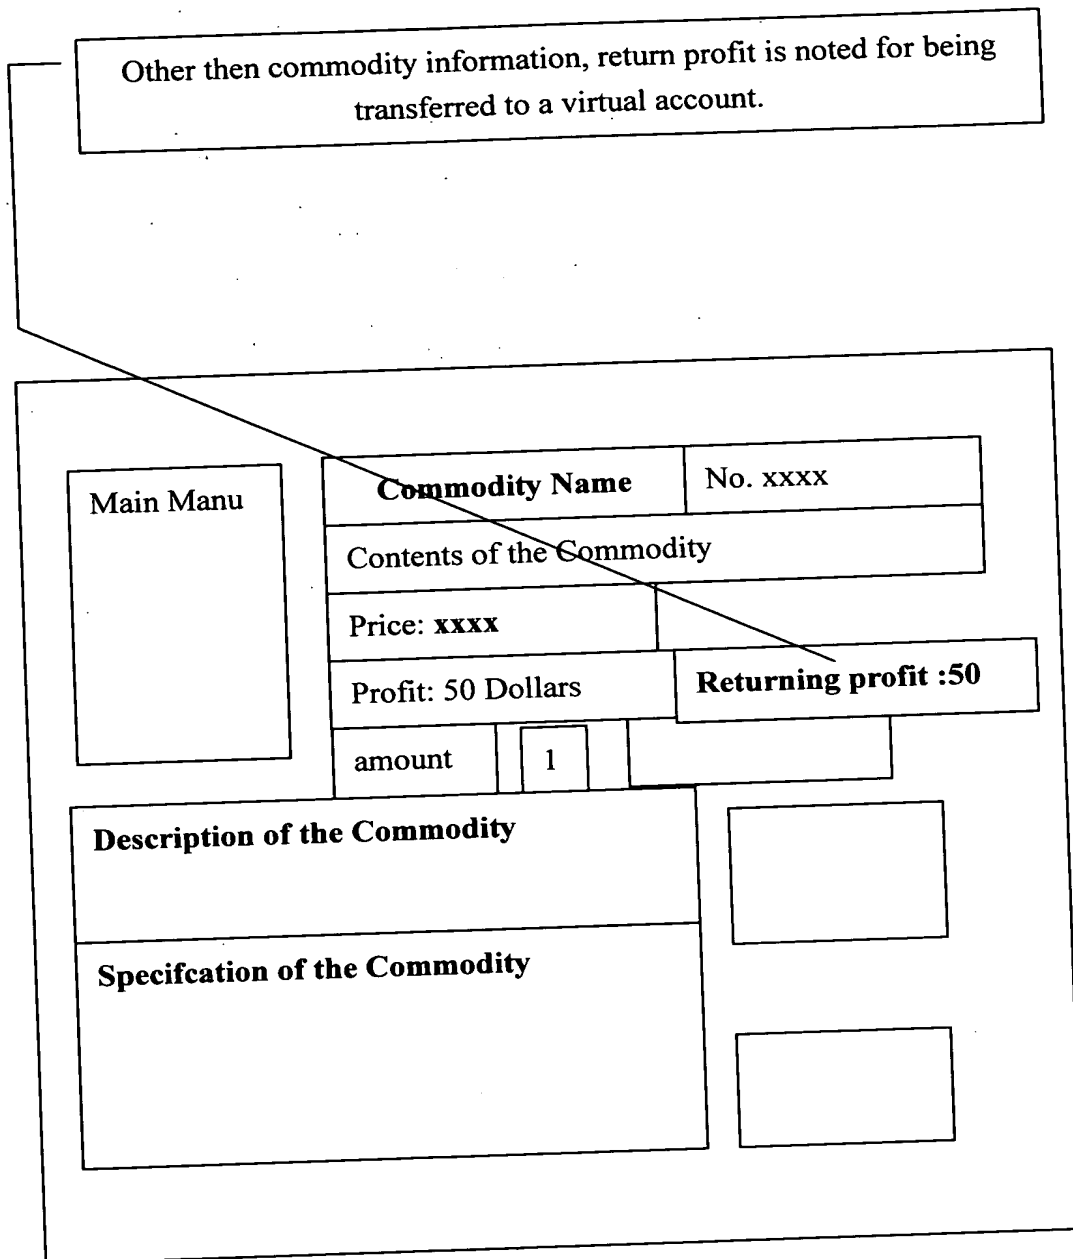 Other then commodity information, return profit is noted for being
transferred to a virtual account.
Main Manu
Commodity Name
No. xxxx
Contents of the Commodity
Price: xxxx
Profit: 50 Dollars
Returning profit :50
amount
1
Description of the Commodity
Specifcation of the Commodity